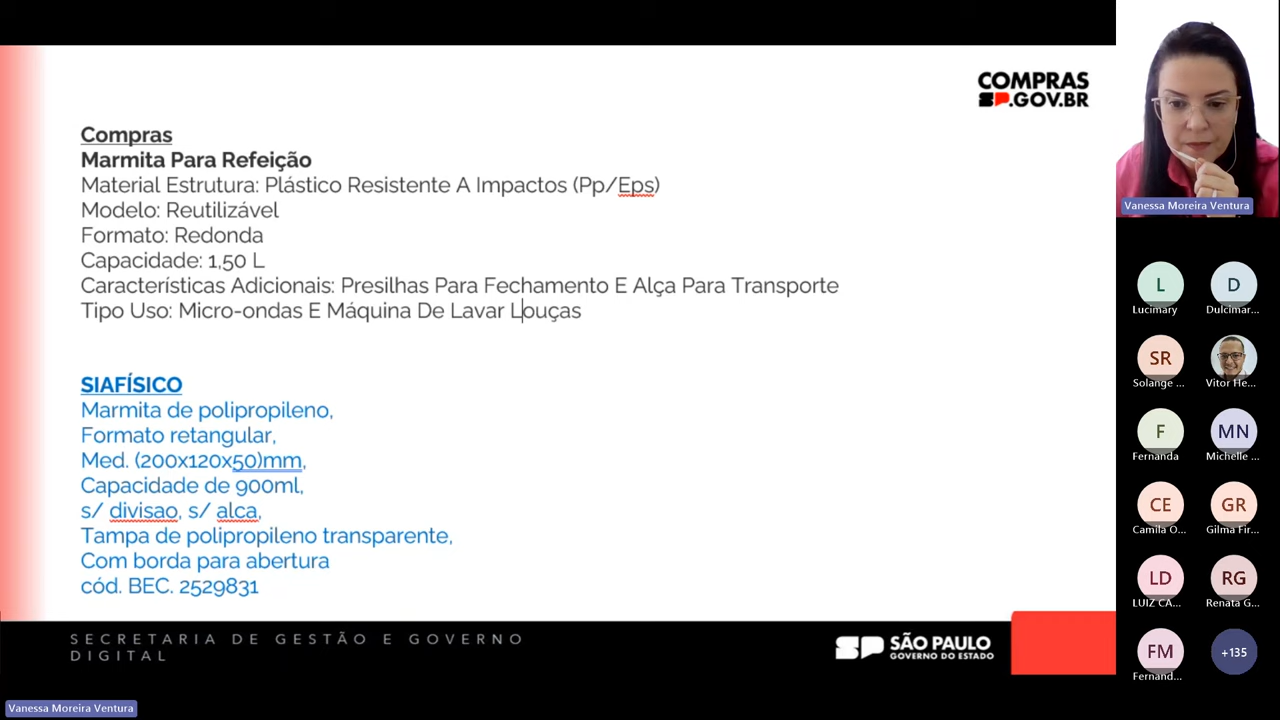 COMPRAS
SP.GOV.BR
Compras
Marmita Para Refeição
Material Estrutura: Plástico Resistente A Impactos (Pp/Eps)
Modelo: Reutilizável
Formato: Redonda
Capacidade: 1,50 L
Características Adicionais: Presilhas Para Fechamento E Alça Para Transporte
Tipo Uso: Micro-ondas E Máquina De Lavar Louças
SIAFÍSICO
Marmita de polipropileno,
Formato retangular,
Med. (200x120x50)mm,
Capacidade de 900ml,
s/ divisao, s/ alca,
Tampa de polipropileno transparente,
Com borda para abertura
cód. BEC. 2529831
SECRETARIA DE GESTÃO E GOVERNO
DIGITAL
SP SÃO PAULO
GOVERNO DO ESTADO
Vanessa Moreira Ventura
Vanessa Moreira Ventura
L
Lucimary
D
Dulcimar...
SR
Solange ...
Vitor He...
F
Fernanda
MN
Michelle ...
CE
Camila O...
GR
Gilma Fir...
LD
LUIZ CA...
RG
Renata G...
FM
Fernand...
+135